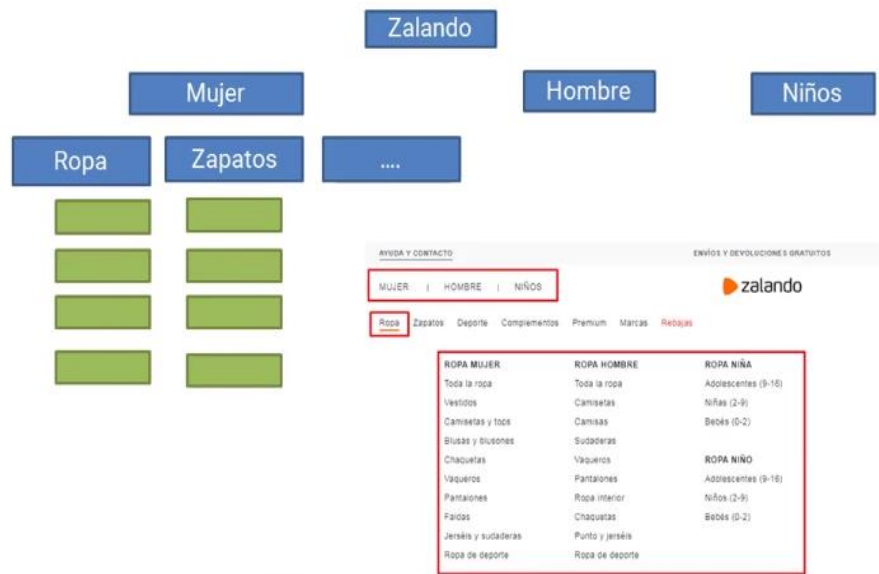 Zalando
Mujer
Hombre
Niños
Ropa
Zapatos
....
AYUDA Y CONTACTO
ENVÍOS Y DEVOLUCIONES GRATUITOS
MUJER | HOMBRE | NIÑOS
zalando
Ropa Zapatos Deporte Complementos Premium Marcas Rebajas
ROPA MUJER
Toda la ropa
Vestidos
Camisetas y tops
Blusas y blusones
Chaquetas
Vaqueros
Pantalones
Faldas
Jerséis y sudaderas
Ropa de deporte
ROPA HOMBRE
Toda la ropa
Camisetas
Camisas
Sudaderas
Vaqueros
Pantalones
Ropa interior
Chaquetas
Punto y jerséis
Ropa de deporte
ROPA NIÑA
Adolescentes (9-16)
Niñas (2-9)
Bebés (0-2)
ROPA NIÑO
Adolescentes (9-16)
Niños (2-9)
Bebés (0-2)